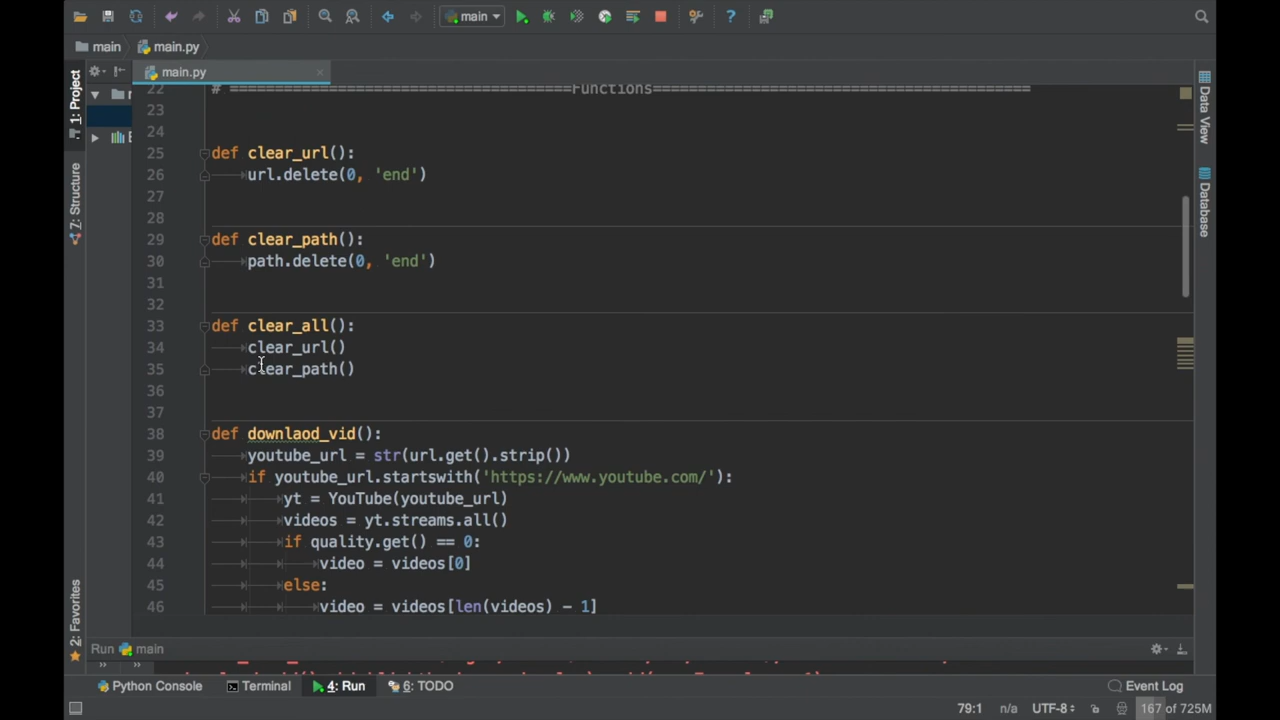 main
main
main.py
main.py
1: Project
7: Structure
2: Favorites
Data View
Database
22 # ======================================Functions==========================================
23
24
25 def clear_url():
26 url.delete(0, 'end')
27
28
29 def clear_path():
30 path.delete(0, 'end')
31
32
33 def clear_all():
34 clear_url()
35 clear_path()
36
37
38 def downlaod_vid():
39 youtube_url = str(url.get().strip())
40 if youtube_url.startswith('https://www.youtube.com/'):
41 yt = YouTube(youtube_url)
42 videos = yt.streams.all()
43 if quality.get() == 0:
44 video = videos[0]
45 else:
46 video = videos[len(videos) - 1]
Run main
Python Console Terminal 4: Run 6: TODO Event Log
79:1 n/a UTF-8 167 of 725M